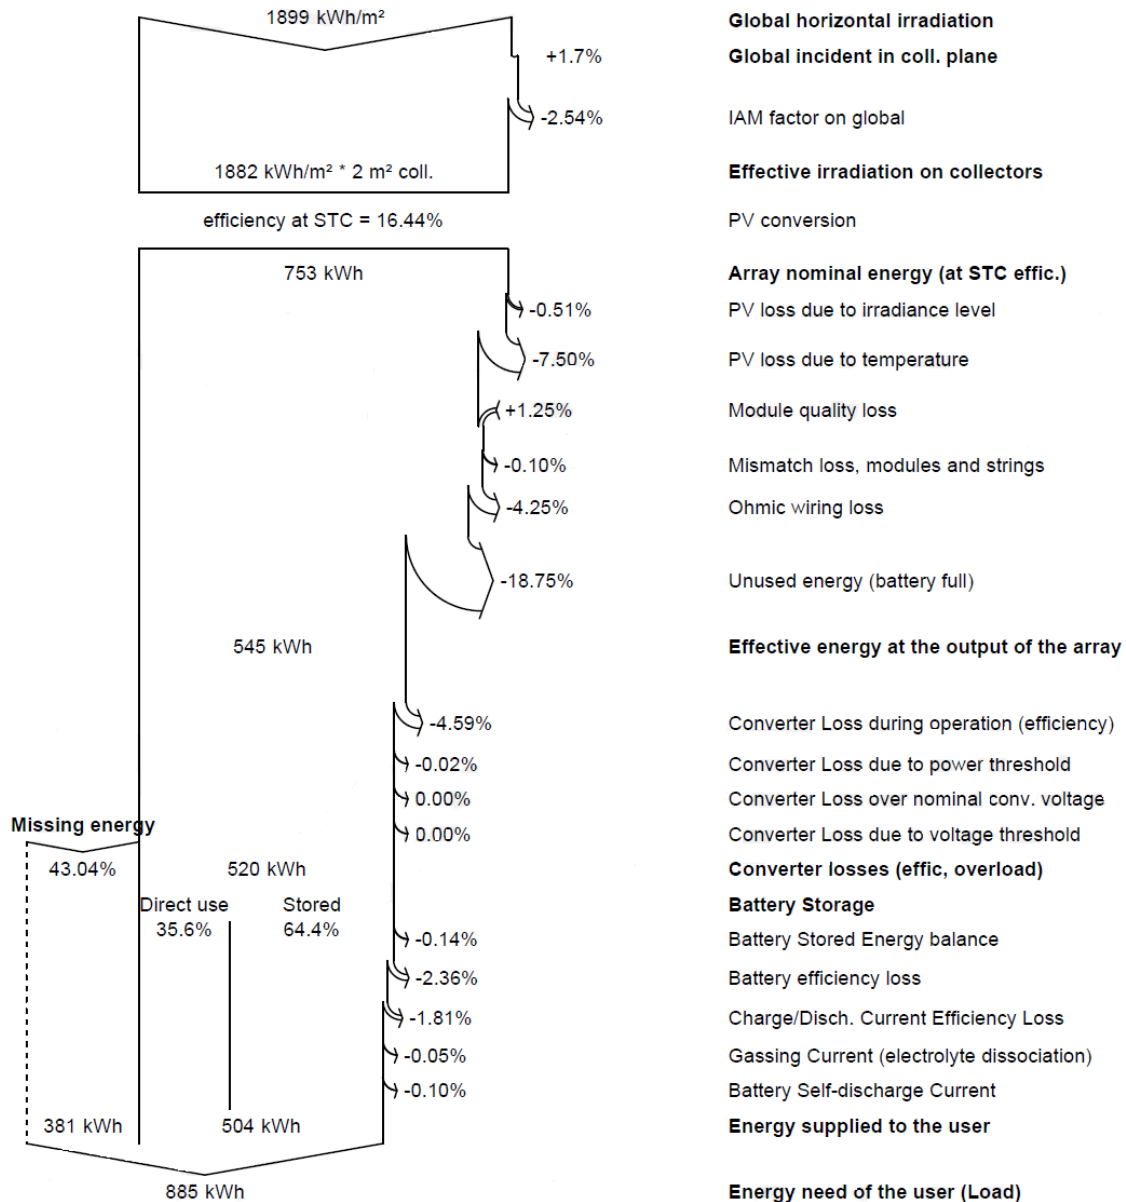 1899 kWh/m² Global horizontal irradiation
+1.7% Global incident in coll. plane
-2.54% IAM factor on global
1882 kWh/m² * 2 m² coll. Effective irradiation on collectors
efficiency at STC = 16.44% PV conversion
753 kWh Array nominal energy (at STC effic.)
-0.51% PV loss due to irradiance level
-7.50% PV loss due to temperature
+1.25% Module quality loss
-0.10% Mismatch loss, modules and strings
-4.25% Ohmic wiring loss
-18.75% Unused energy (battery full)
545 kWh Effective energy at the output of the array
-4.59% Converter Loss during operation (efficiency)
-0.02% Converter Loss due to power threshold
0.00% Converter Loss over nominal conv. voltage
Missing energy 0.00% Converter Loss due to voltage threshold
43.04% 520 kWh Converter losses (effic, overload)
Direct use Stored Battery Storage
35.6% 64.4% -0.14% Battery Stored Energy balance
-2.36% Battery efficiency loss
-1.81% Charge/Disch. Current Efficiency Loss
-0.05% Gassing Current (electrolyte dissociation)
-0.10% Battery Self-discharge Current
381 kWh 504 kWh Energy supplied to the user
885 kWh Energy need of the user (Load)